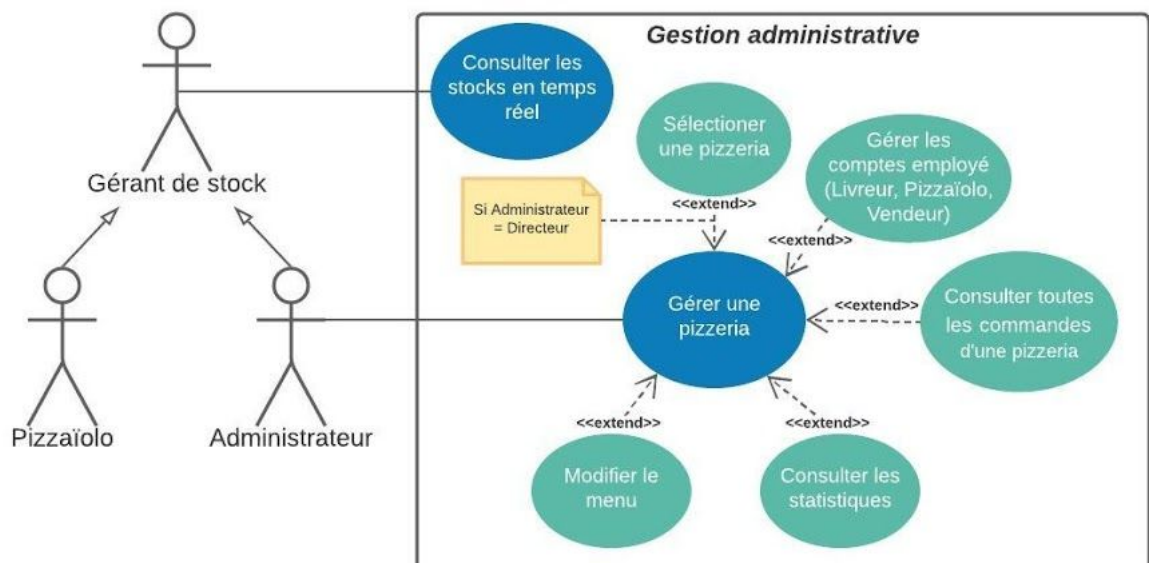 Gestion administrative
Consulter les
stocks en temps
réel
Sélectioner
une pizzeria
Gérer les
comptes employé
(Livreur, Pizzaïolo,
Vendeur)
Gérant de stock
Si Administrateur
= Directeur
<<extend>>
<<extend>>
Gérer une
pizzeria
<<extend>>
Consulter toutes
les commandes
d'une pizzeria
Pizzaïolo
Administrateur
<<extend>>
<<extend>>
Modifier le
menu
Consulter les
statistiques